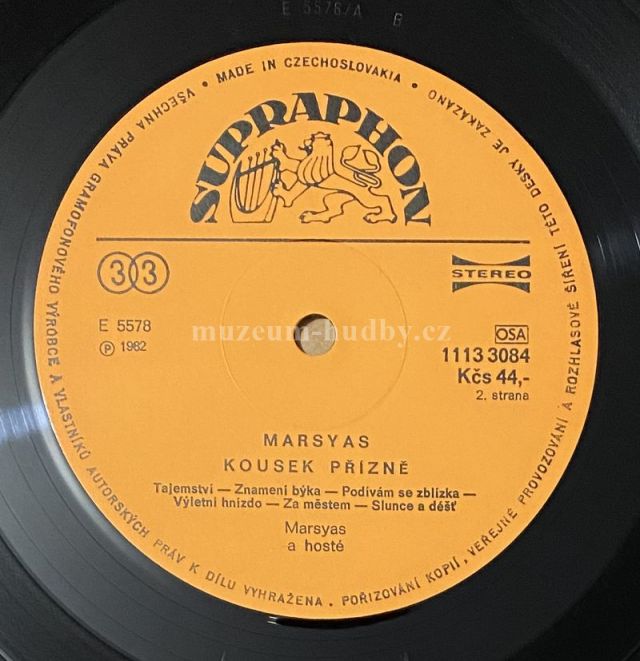 E 5578/A B
MADE IN CZECHOSLOVAKIA • VŠECHNA PRÁVA GRAMOFONOVÉHO VÝROBCE A VLASTNÍKŮ AUTORSKÝCH PRÁV K DÍLU VYHRAŽENA. POŘIZOVÁNÍ KOPIÍ, VEŘEJNÉ PROVOZOVÁNÍ A ROZHLASOVÉ ŠÍŘENÍ TÉTO DESKY JE ZAKÁZÁNO •
SUPRAPHON
33
STEREO
E 5578
Ⓟ 1982
muzeum-hudby.cz
OSA
1113 3084
Kčs 44,-
2. strana
MARSYAS
KOUSEK PŘÍZNĚ
Tajemství — Znamení býka — Podívám se zblízka —
Výletní hnízdo — Za městem — Slunce a déšť
Marsyas
a hosté